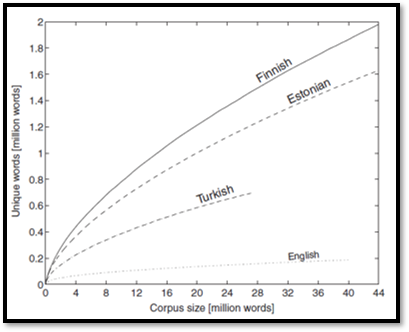 2
1.8
1.6
1.4
1.2
1
0.8
0.6
0.4
0.2
0
Unique words [million words]
Finnish
Estonian
Turkish
English
0 4 8 12 16 20 24 28 32 36 40 44
Corpus size [million words]